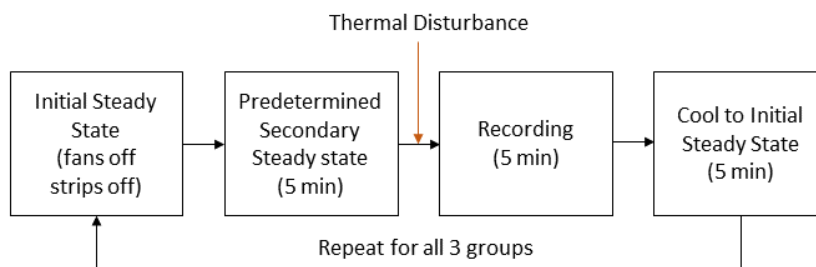 Thermal Disturbance
Initial Steady
State
(fans off
strips off)
Predetermined
Secondary
Steady state
(5 min)
Recording
(5 min)
Cool to Initial
Steady State
(5 min)
Repeat for all 3 groups